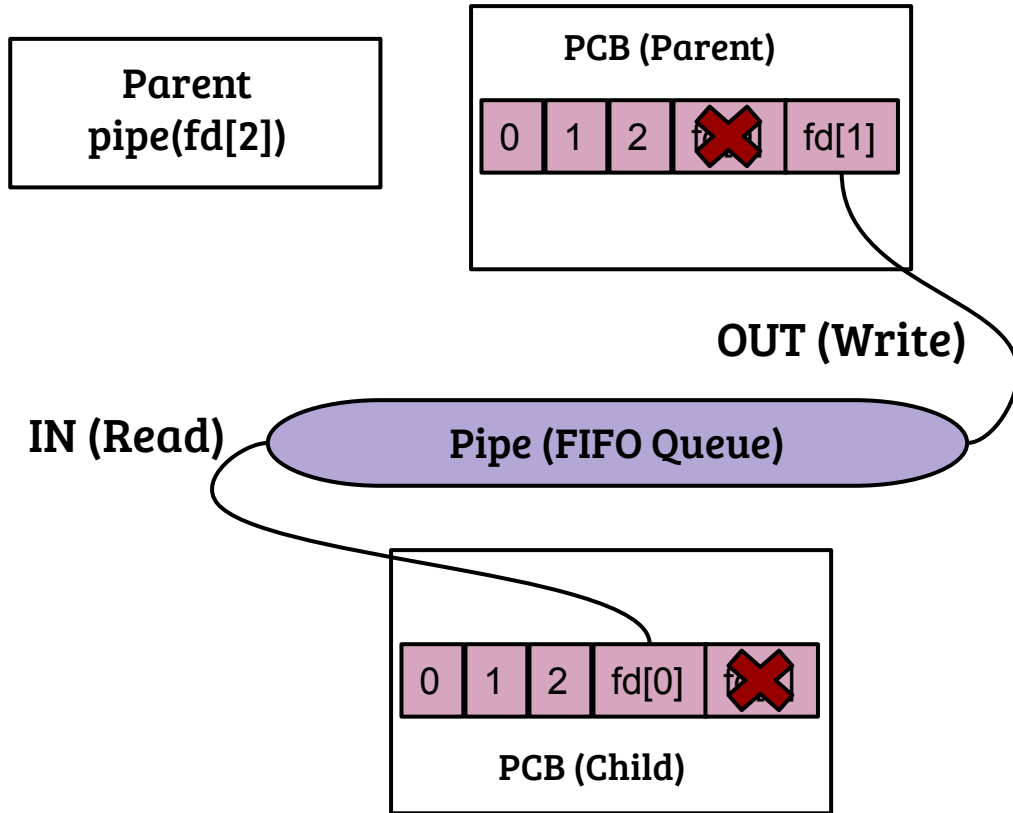 Parent
pipe(fd[2])
PCB (Parent)
0 1 2 fd[1]
OUT (Write)
IN (Read)
Pipe (FIFO Queue)
0 1 2 fd[0]
PCB (Child)